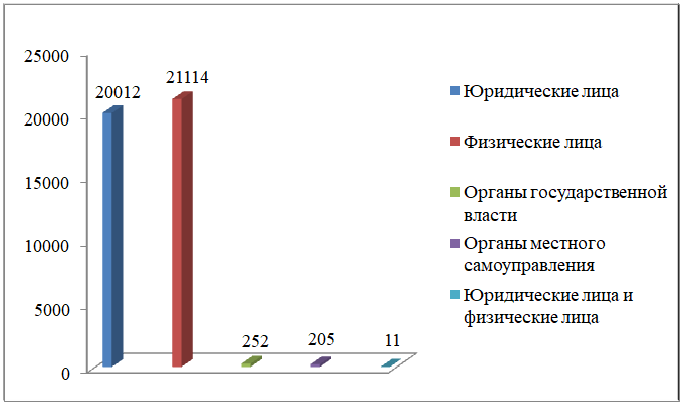 25000
20000
15000
10000
5000
0
20012
21114
252
205
11
Юридические лица
Физические лица
Органы государственной
власти
Органы местного
самоуправления
Юридические лица и
физические лица